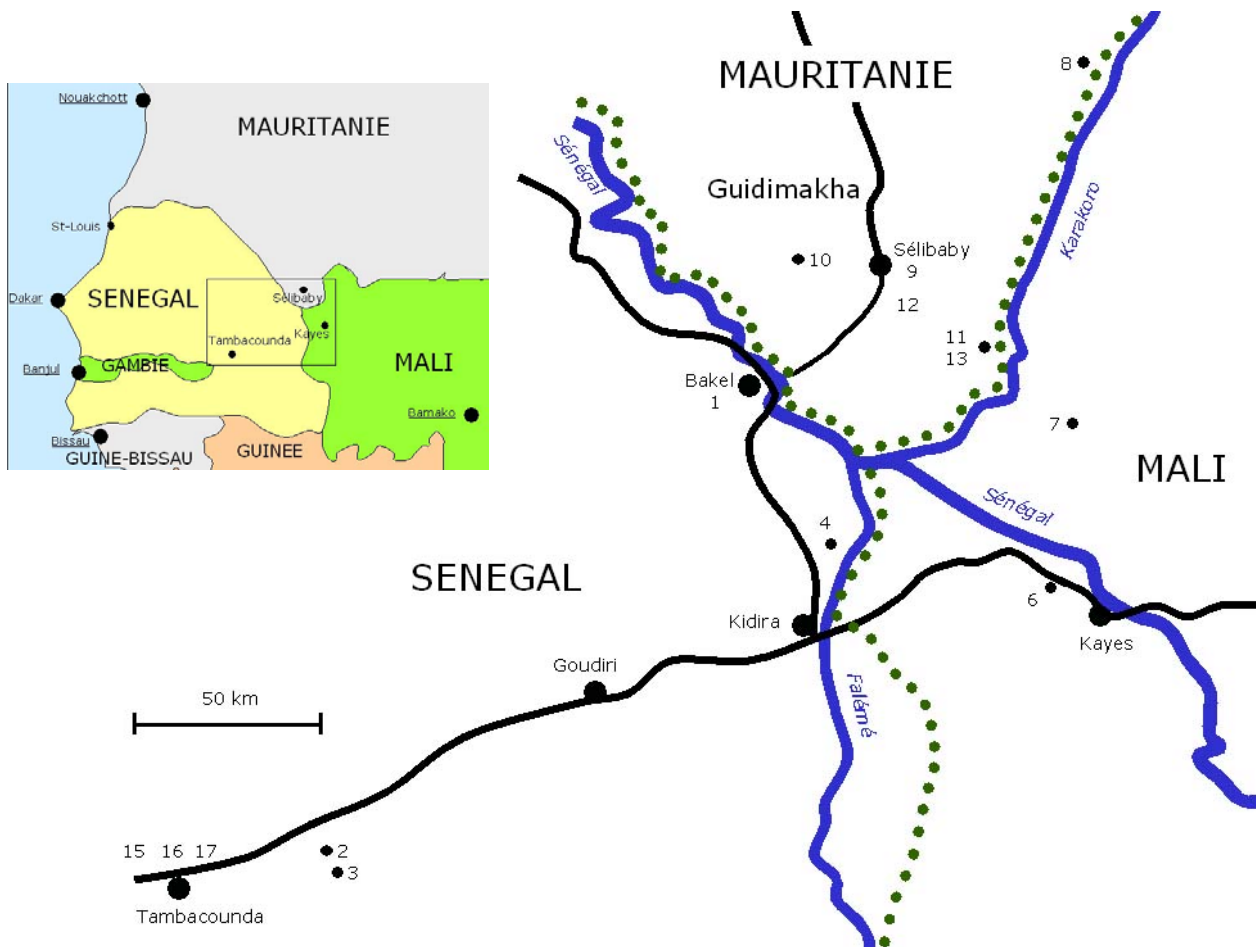 Nouakchott
MAURITANIE
St-Louis
Dakar
SENEGAL
Sélibaby
Kayes
Tambacounda
GAMBIE
Banjul
MALI
Bamako
Bissau
GUINE-BISSAU
GUINEE
MAURITANIE
8
Sénégal
Guidimakha
Karakoro
10
Sélibaby
9
12
11
13
Bakel
1
7
MALI
Sénégal
4
SENEGAL
6
Kidira
Kayes
Goudiri
Falémé
50 km
15 16 17
2
3
Tambacounda